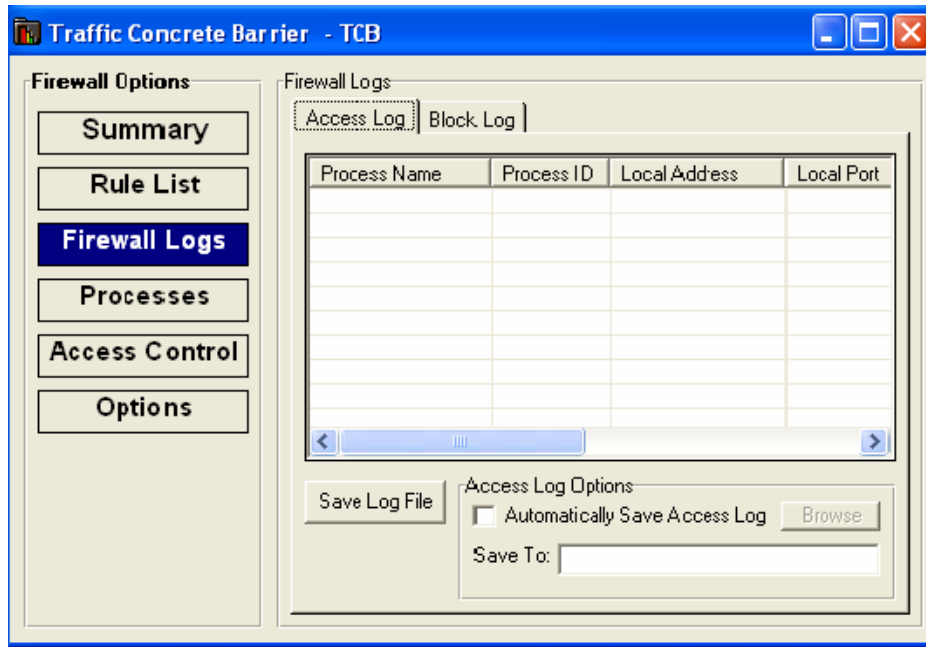 Traffic Concrete Barrier - TCB
Firewall Options
Summary
Rule List
Firewall Logs
Processes
Access Control
Options
Firewall Logs
Access Log Block Log
Process Name Process ID Local Address Local Port
Save Log File
Access Log Options
Automatically Save Access Log Browse
Save To: